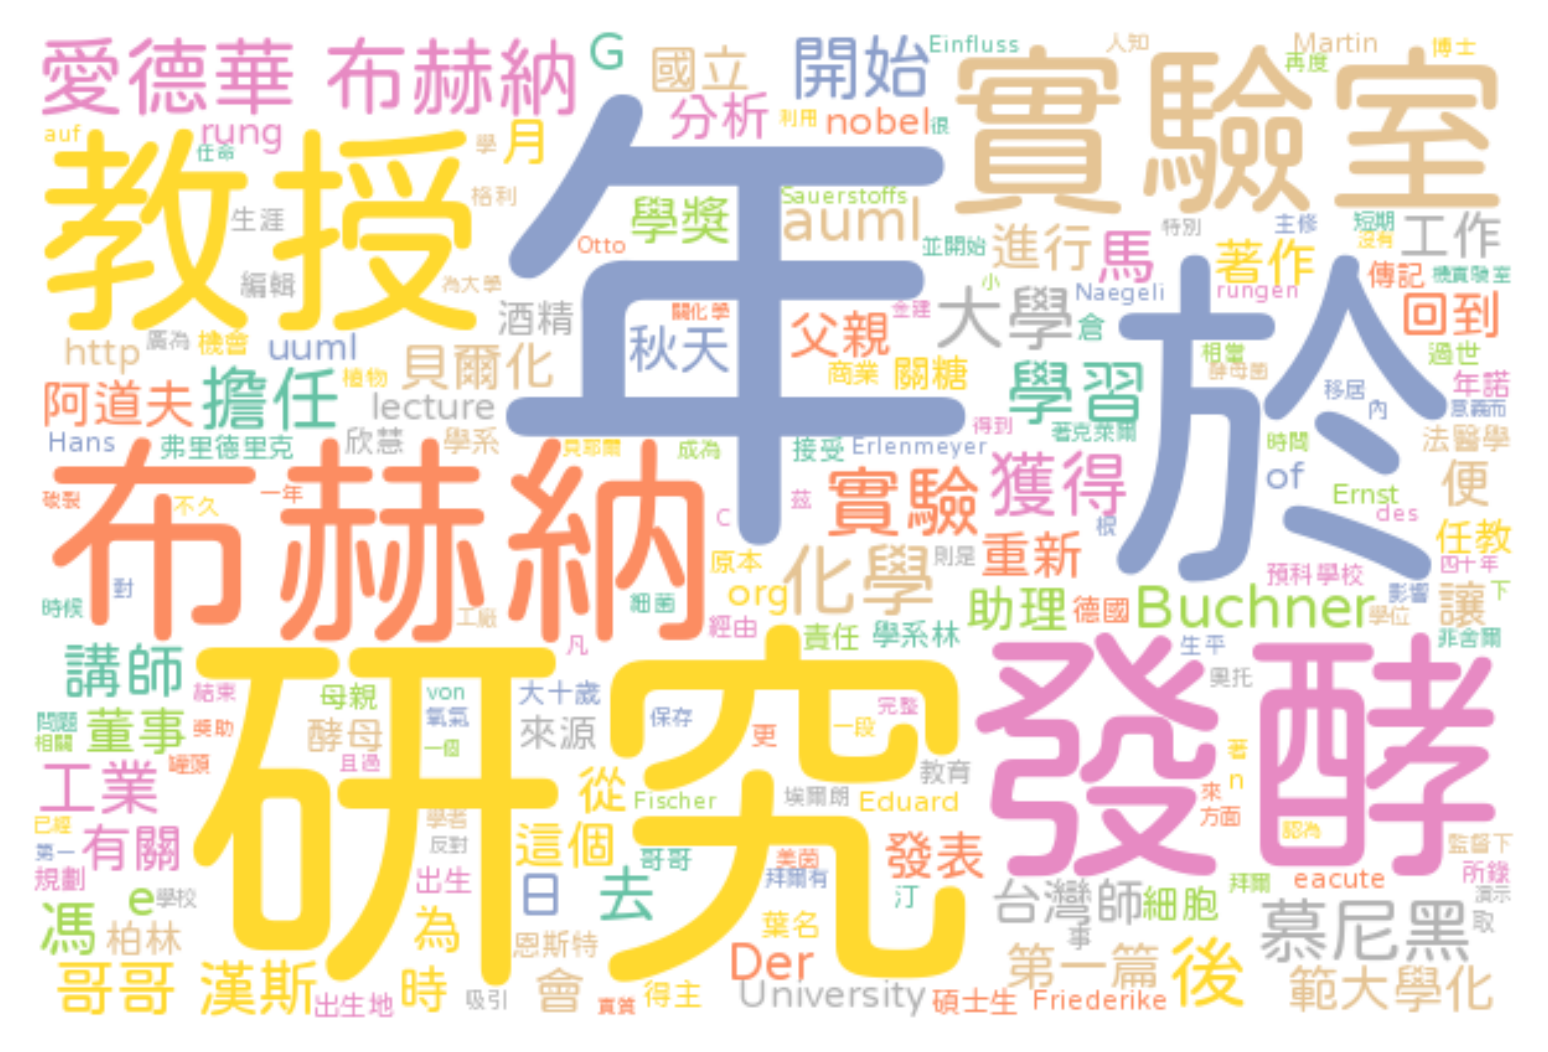 愛德華 布赫納
G
國立
開始
Einfluss
人知
Martin
博士
再度
實驗室
分析
利用
nobel
很
auf
rung
任命
學
月
教授
年
格利
生涯
學獎
Sauerstoffs
auml
Otto
並開始
進行
馬
特別
主修
短期
沒有
工作
著作
編輯
為大學
傳記
機實驗室
小
Naegeli
rungen
酒精
關化學
金建
大學
倉
於
回到
http
廣為
機會
uuml
秋天
父親
相當
過世
貝爾化
商業
關糖
酵母菌
阿道夫
擔任
植物
lecture
學習
移居
年諾
內
意義而
Hans
弗里德里克
欣慧
學系
貝耶爾
成為
接受
Erlenmeyer
得到
著克萊爾
時間
法醫學
布赫納
破裂
不久
一年
實驗
獲得
of
便
茲
C
Ernst
des
根
任教
原本
化學
則是
重新
預科學校
四十年
對
時候
細菌
org
工廠
經由
助理
德國
Buchner
影響
學位
讓
下
凡
責任
學系林
生平
非舍爾
講師
研究
發酵
結束
母親
von
大十歲
奧托
問題
相關
董事
獎助
氧氣
保存
完整
酵母
一個
來源
更
一段
著
罐頭
且過
n
工業
從
Fischer
教育
埃爾朗
Eduard
來
方面
已經
學者
認為
第一
有關
反對
這個
哥哥
美菌
發表
監督下
規劃
出生
拜爾有
拜爾
eacute
所錄
e
學校
日
去
汀
台灣師
細胞
演示
馮
柏林
為
葉名
事
慕尼黑
取
恩斯特
Der
第一篇
後
哥哥
漢斯
出生地
時
吸引
會
實質
得主
University
碩士生
Friederike
範大學化